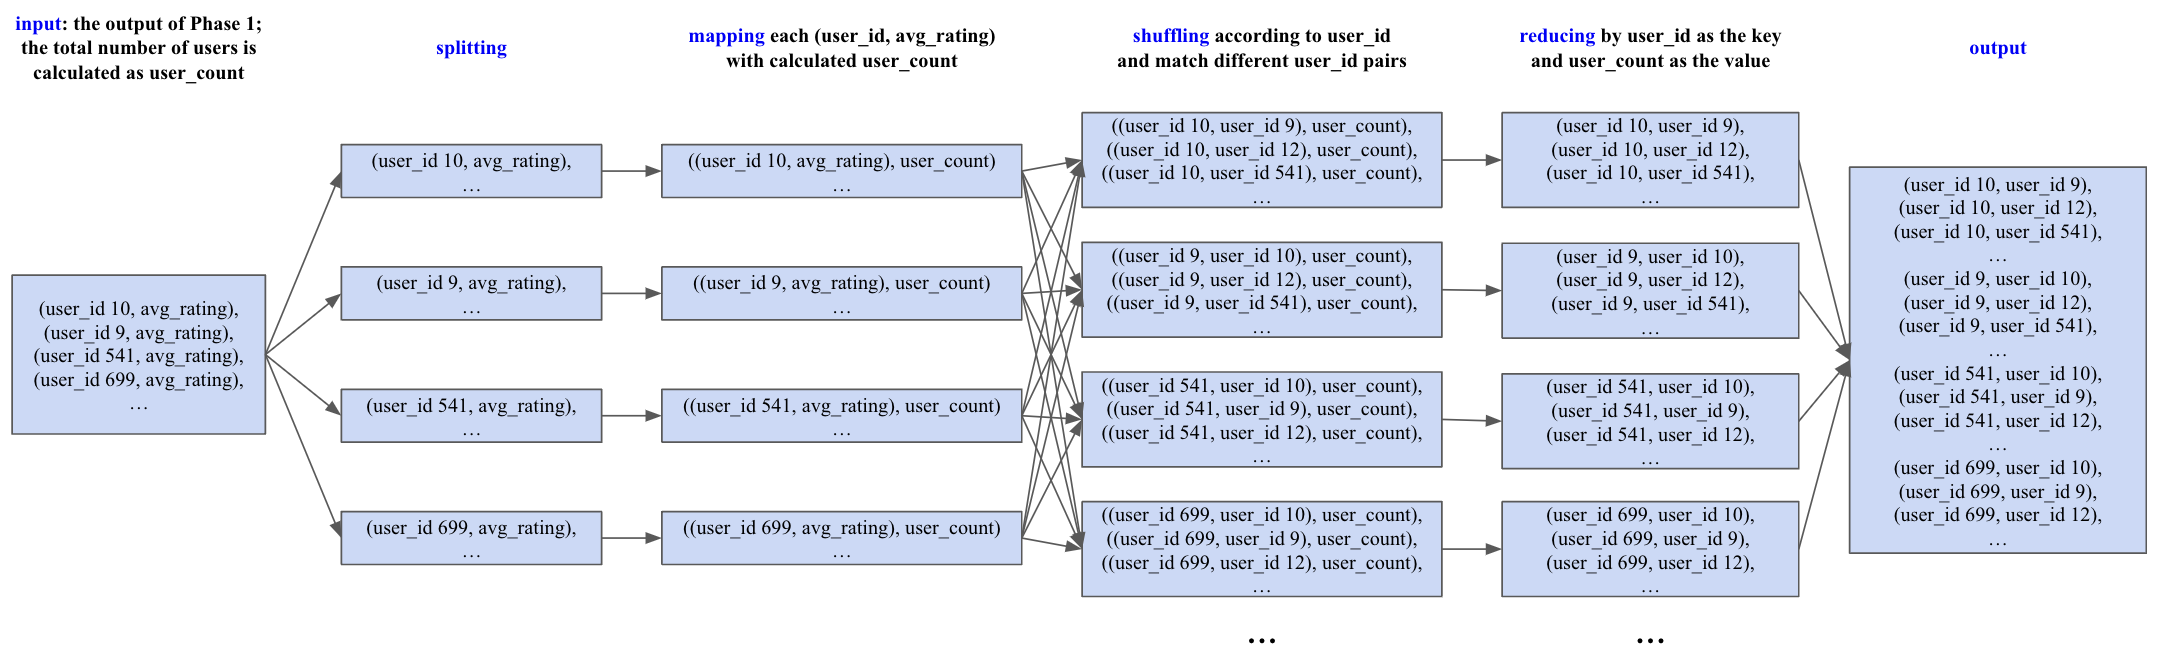 input: the output of Phase 1;
the total number of users is
calculated as user_count
splitting
mapping each (user_id, avg_rating)
with calculated user_count
shuffling according to user_id
and match different user_id pairs
reducing by user_id as the key
and user_count as the value
output
(user_id 10, avg_rating),
(user_id 9, avg_rating),
(user_id 541, avg_rating),
(user_id 699, avg_rating),
…
(user_id 10, avg_rating),
…
(user_id 9, avg_rating),
…
(user_id 541, avg_rating),
…
(user_id 699, avg_rating),
…
((user_id 10, avg_rating), user_count)
…
((user_id 9, avg_rating), user_count)
…
((user_id 541, avg_rating), user_count)
…
((user_id 699, avg_rating), user_count)
…
((user_id 10, user_id 9), user_count),
((user_id 10, user_id 12), user_count),
((user_id 10, user_id 541), user_count),
…
((user_id 9, user_id 10), user_count),
((user_id 9, user_id 12), user_count),
((user_id 9, user_id 541), user_count),
…
((user_id 541, user_id 10), user_count),
((user_id 541, user_id 9), user_count),
((user_id 541, user_id 12), user_count),
…
((user_id 699, user_id 10), user_count),
((user_id 699, user_id 9), user_count),
((user_id 699, user_id 12), user_count),
…
…
(user_id 10, user_id 9),
(user_id 10, user_id 12),
(user_id 10, user_id 541),
…
(user_id 9, user_id 10),
(user_id 9, user_id 12),
(user_id 9, user_id 541),
…
(user_id 541, user_id 10),
(user_id 541, user_id 9),
(user_id 541, user_id 12),
…
(user_id 699, user_id 10),
(user_id 699, user_id 9),
(user_id 699, user_id 12),
…
…
(user_id 10, user_id 9),
(user_id 10, user_id 12),
(user_id 10, user_id 541),
…
(user_id 9, user_id 10),
(user_id 9, user_id 12),
(user_id 9, user_id 541),
…
(user_id 541, user_id 10),
(user_id 541, user_id 9),
(user_id 541, user_id 12),
…
(user_id 699, user_id 10),
(user_id 699, user_id 9),
(user_id 699, user_id 12),
…